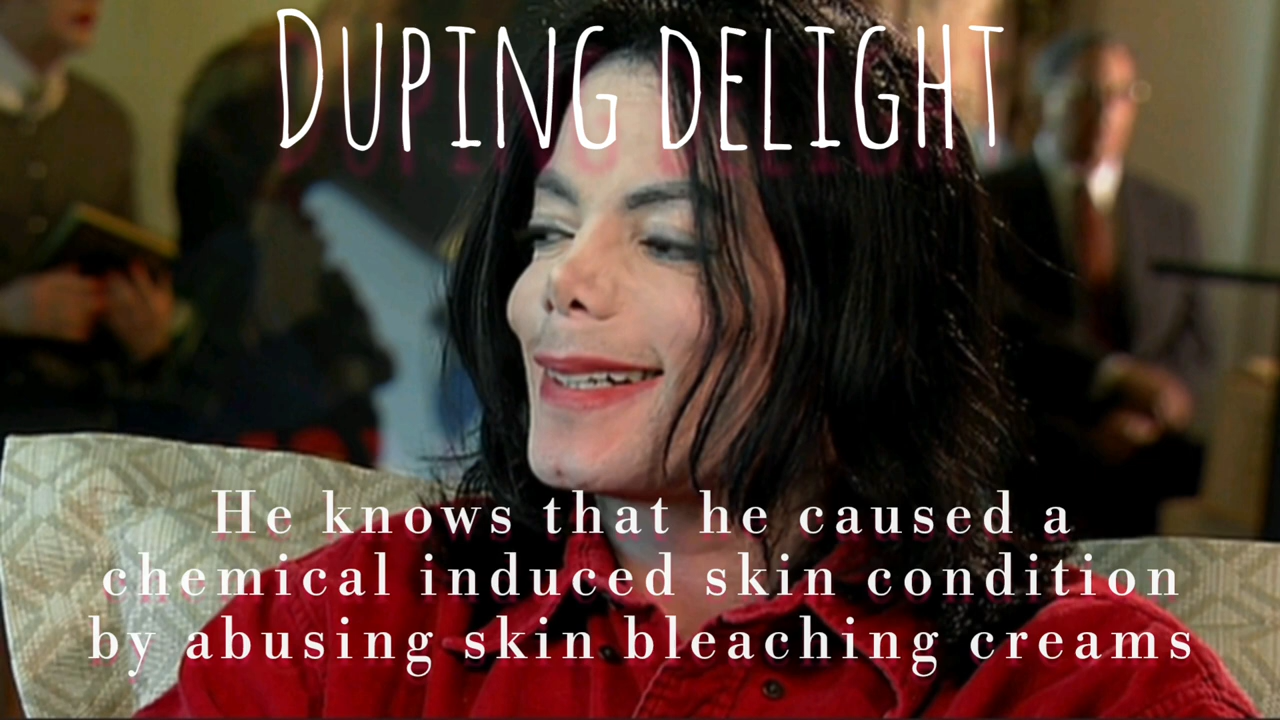 DUPING DELIGHT
He knows that he caused a
chemical induced skin condition
by abusing skin bleaching creams